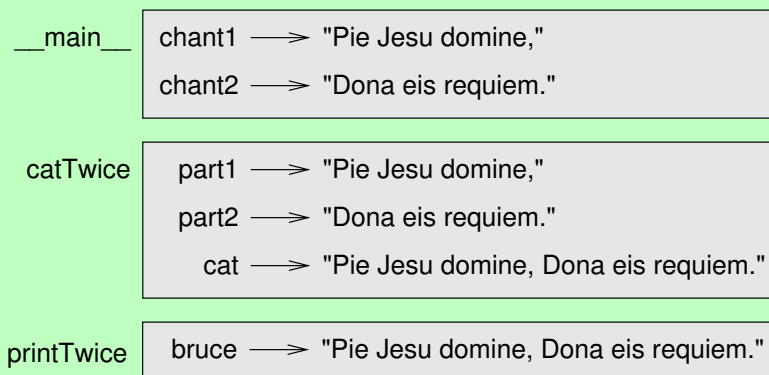 __main__ chant1 "Pie Jesu domine,"
chant2 "Dona eis requiem."
catTwice part1 "Pie Jesu domine,"
part2 "Dona eis requiem."
cat "Pie Jesu domine, Dona eis requiem."
printTwice bruce "Pie Jesu domine, Dona eis requiem."